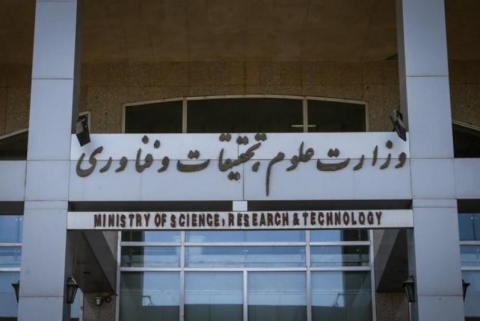 وزارت علوم، تحقیقات و فناوری
MINISTRY OF SCIENCE, RESEARCH & TECHNOLOGY